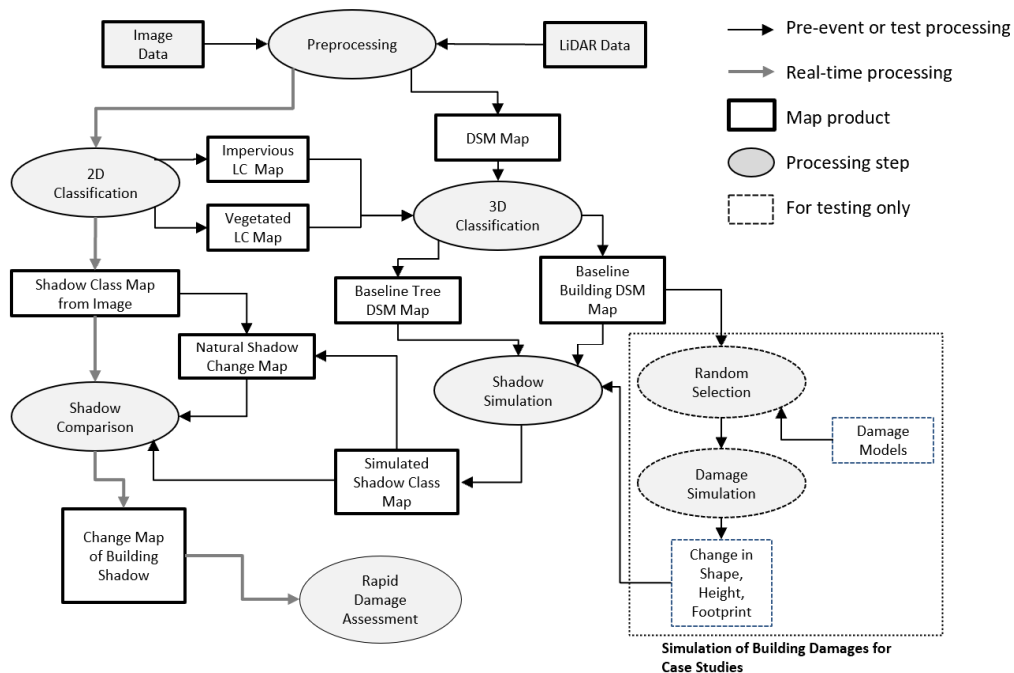 Image
Data
Preprocessing
LiDAR Data
Pre-event or test processing
Real-time processing
Map product
Processing step
For testing only
DSM Map
2D
Classification
Impervious
LC  Map
Vegetated
LC Map
3D
Classification
Shadow Class Map
from Image
Baseline Tree
DSM Map
Baseline
Building DSM
Map
Natural Shadow
Change Map
Shadow
Simulation
Random
Selection
Shadow
Comparison
Damage
Models
Simulated
Shadow Class
Map
Damage
Simulation
Change Map
of Building
Shadow
Change in
Shape,
Height,
Footprint
Rapid
Damage
Assessment
Simulation of Building Damages for
Case Studies